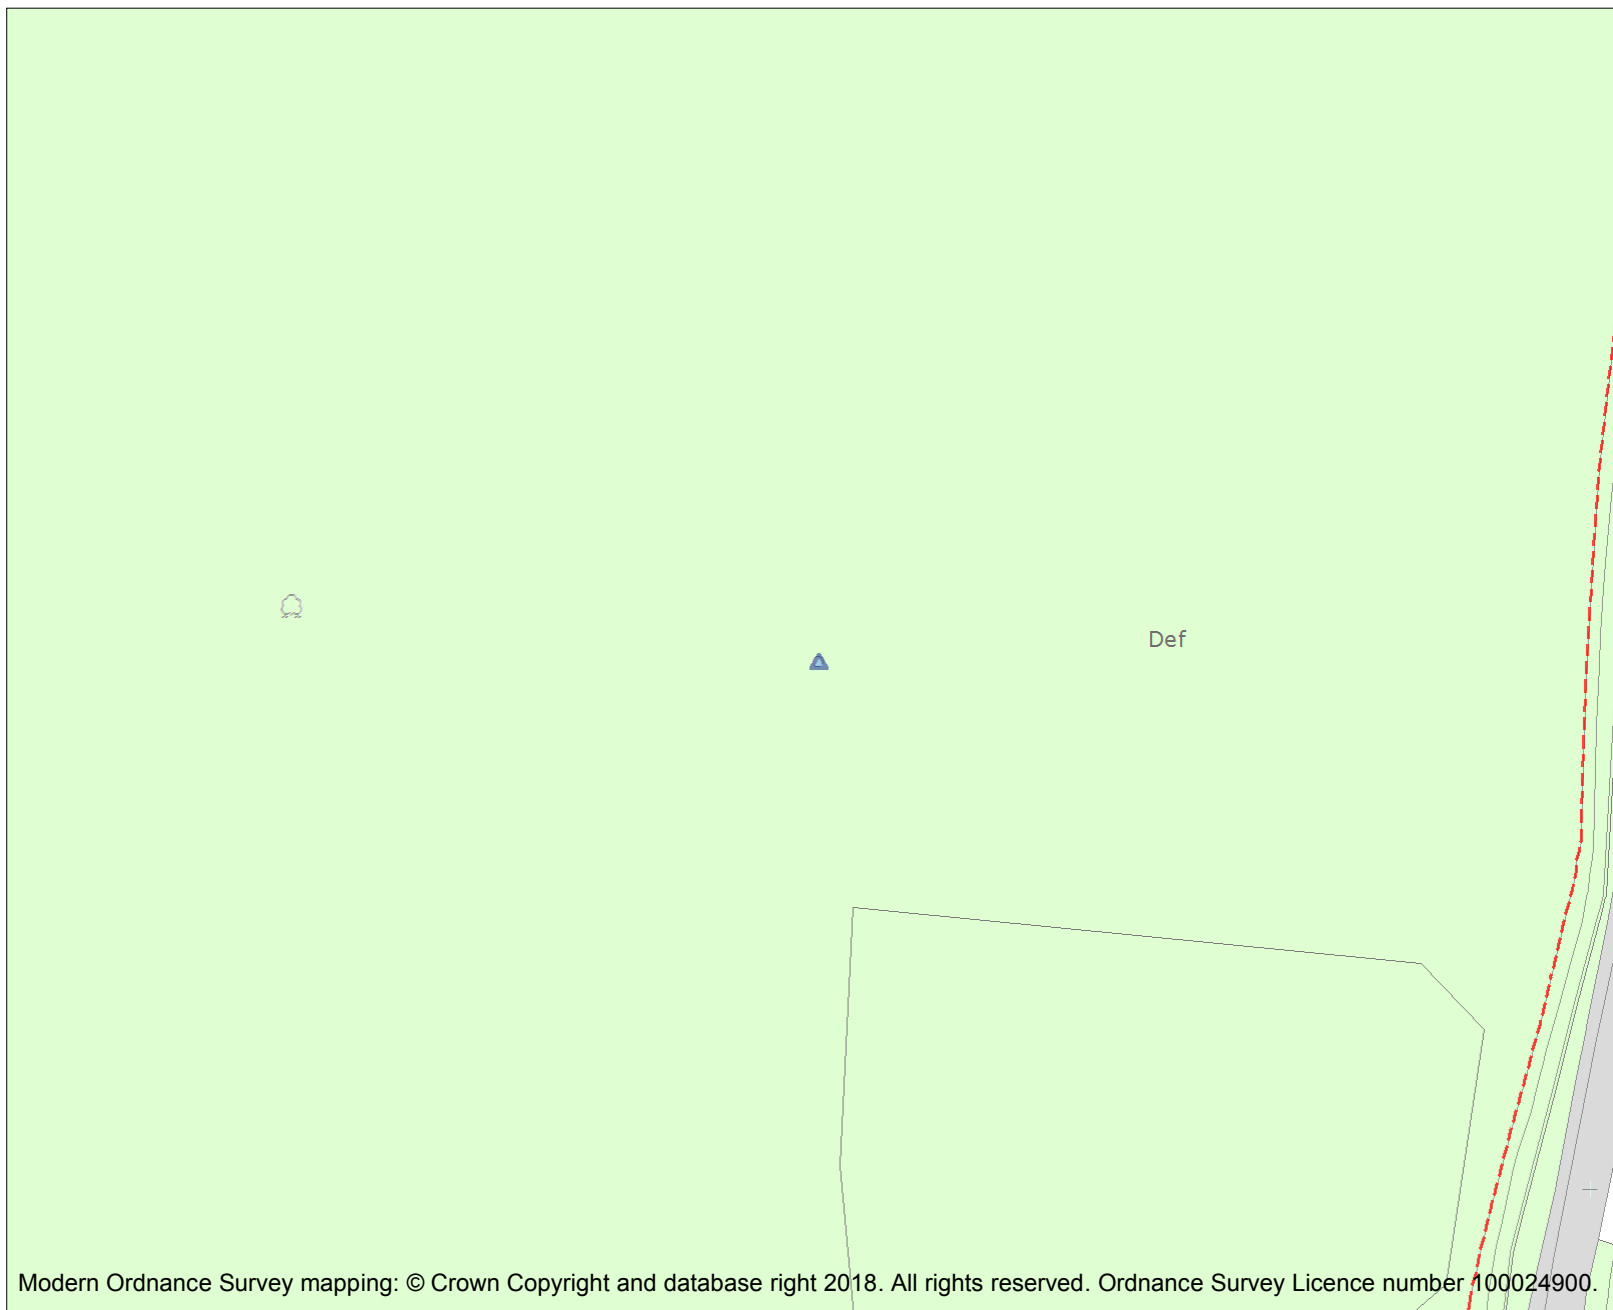 Def
Modern Ordnance Survey mapping: © Crown Copyright and database right 2018. All rights reserved. Ordnance Survey Licence number 100024900.